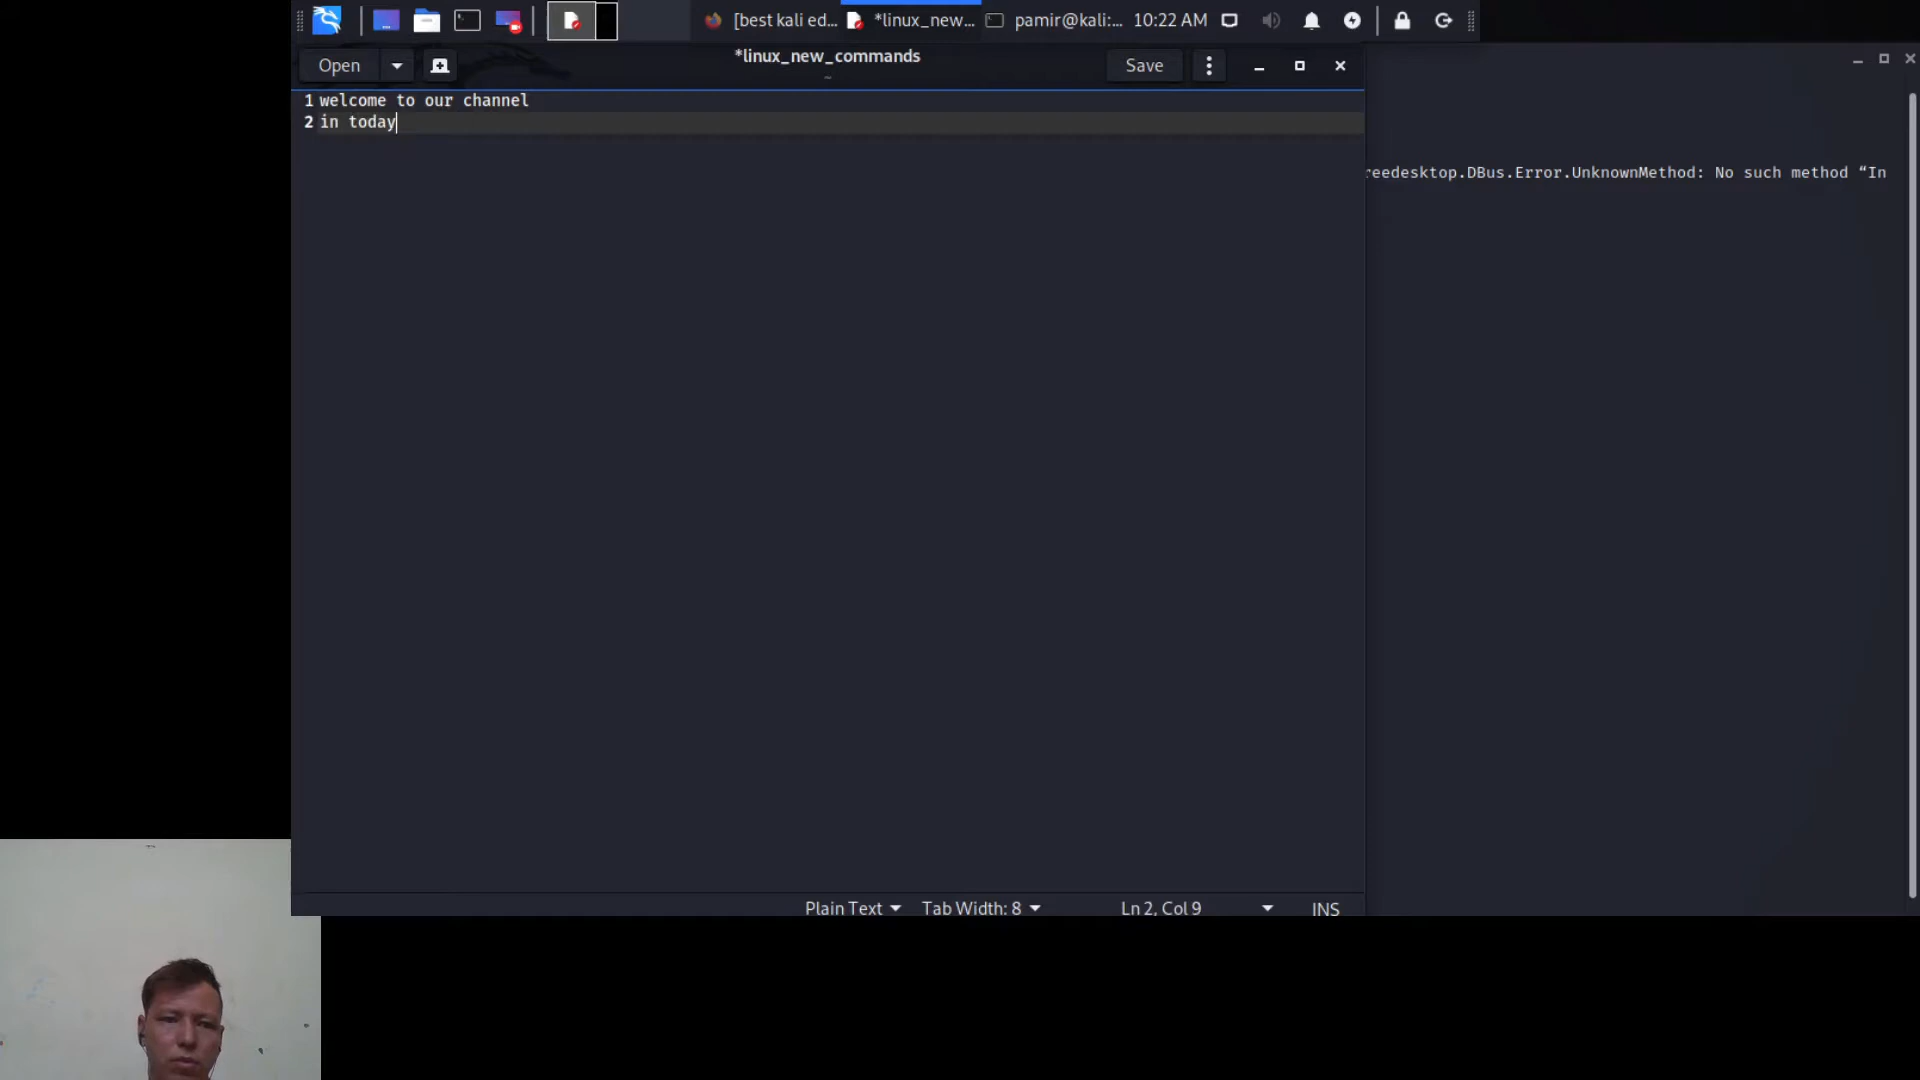 [best kali ed... *linux_new... pamir@kali:... 10:22 AM
Open *linux_new_commands Save
~
1 welcome to our channel
2 in today
reedesktop.DBus.Error.UnknownMethod: No such method “In
Plain Text Tab Width: 8 Ln 2, Col 9 INS